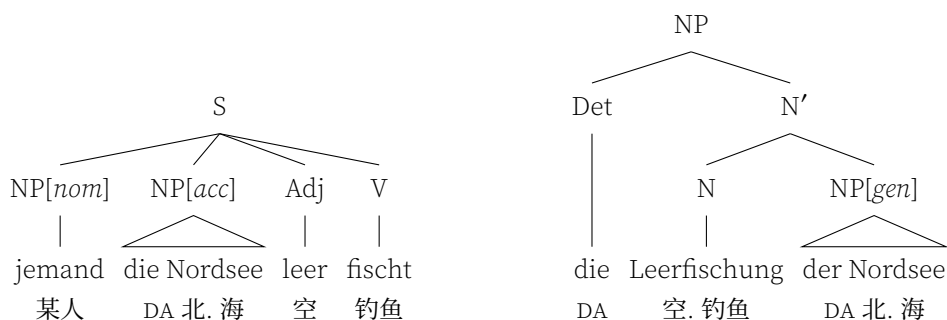 NP
S Det N′
NP[nom] NP[acc] Adj V N NP[gen]
jemand die Nordsee leer fischt die Leerfischung der Nordsee
某人 DA 北. 海 空 钓鱼 DA 空. 钓鱼 DA 北. 海